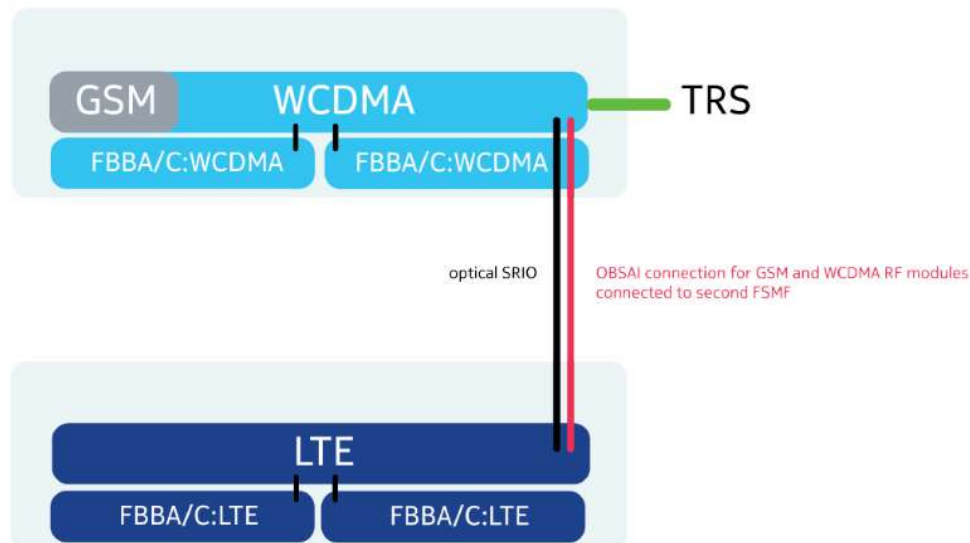 GSM WCDMA TRS
FBBA/C:WCDMA FBBA/C:WCDMA
optical SRIO
OBSAI connection for GSM and WCDMA RF modules
connected to second FSMF
LTE
FBBA/C:LTE FBBA/C:LTE